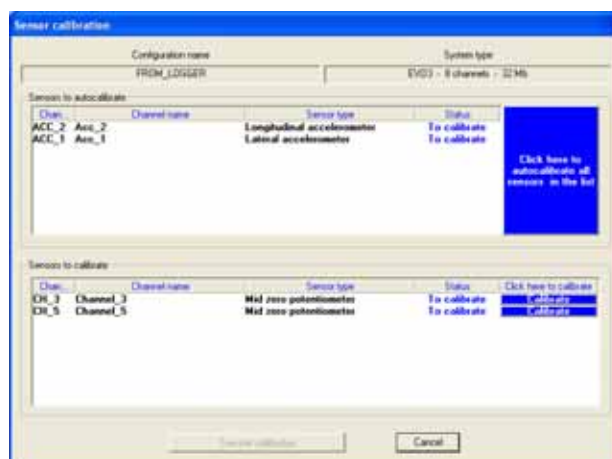 Sensor calibration
Configuration name System type
FROM_LOGGER EVO3 - 8 channels - 32 Mb
Sensors to autocalibrate
Chan... Channel name Sensor type Status
ACC_2 Acc_2 Longitudinal accelerometer To calibrate
ACC_1 Acc_1 Lateral accelerometer To calibrate
Click here to
autocalibrate all
sensors in the list
Sensors to calibrate
Chan... Channel name Sensor type Status Click here to calibrate
CH_3 Channel_3 Mid zero potentiometer To calibrate Calibrate
CH_5 Channel_5 Mid zero potentiometer To calibrate Calibrate
Cancel